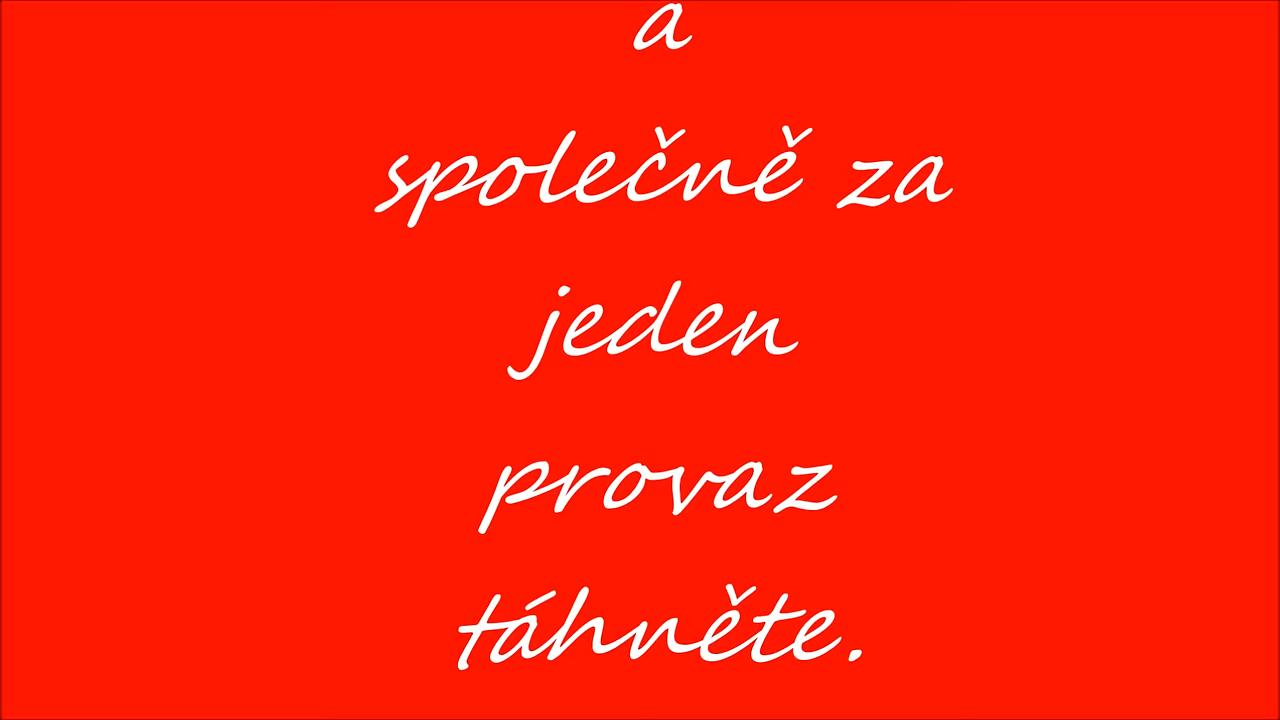 a
společně za
jeden
provaz
táhněte.